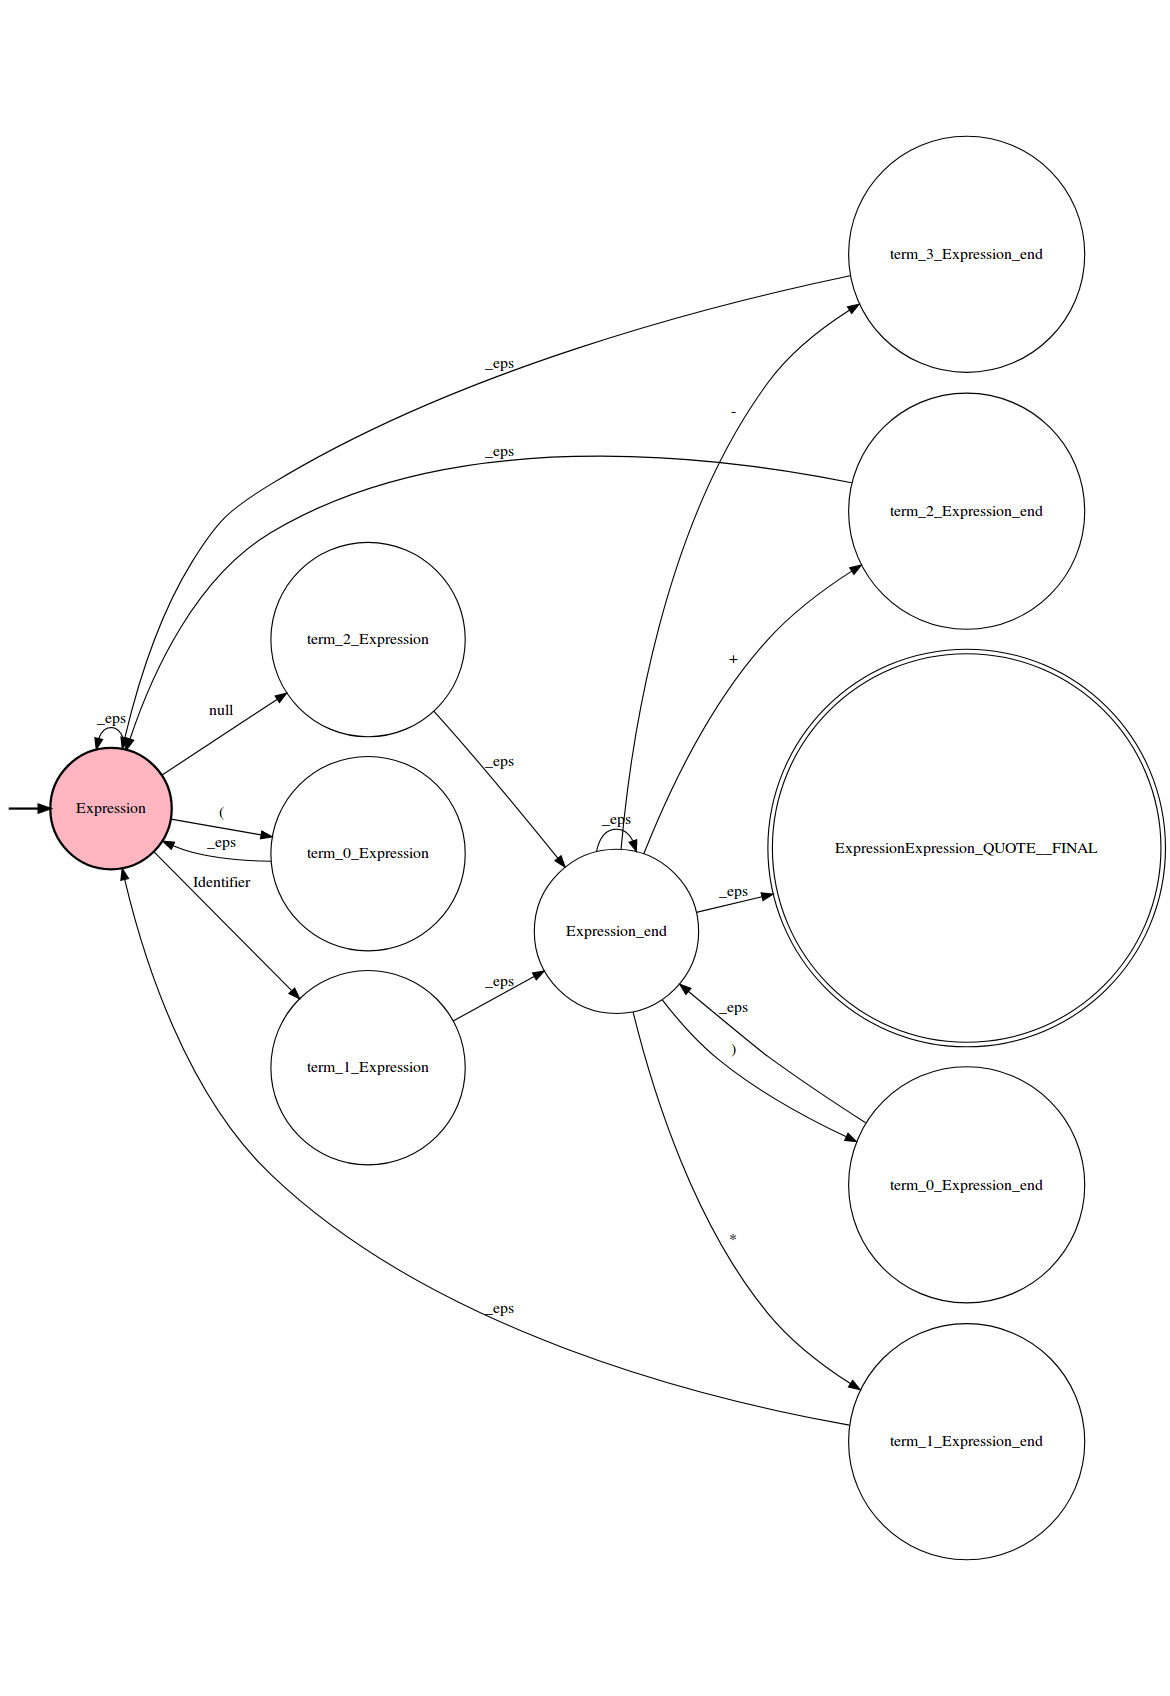 term_3_Expression_end
_eps
-
_eps
term_2_Expression_end
term_2_Expression
+
null
_eps
_eps
Expression
(
_eps
term_0_Expression
_eps
ExpressionExpression_QUOTE__FINAL
Identifier
_eps
Expression_end
_eps
_eps
)
term_1_Expression
term_0_Expression_end
*
_eps
term_1_Expression_end